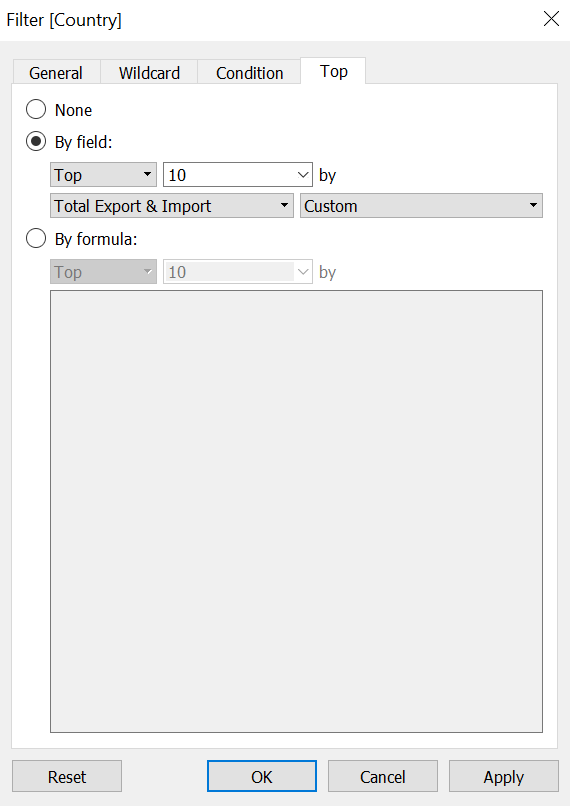 Filter [Country]
General Wildcard Condition Top
None
By field:
Top 10 by
Total Export & Import Custom
By formula:
Top 10 by
Reset OK Cancel Apply